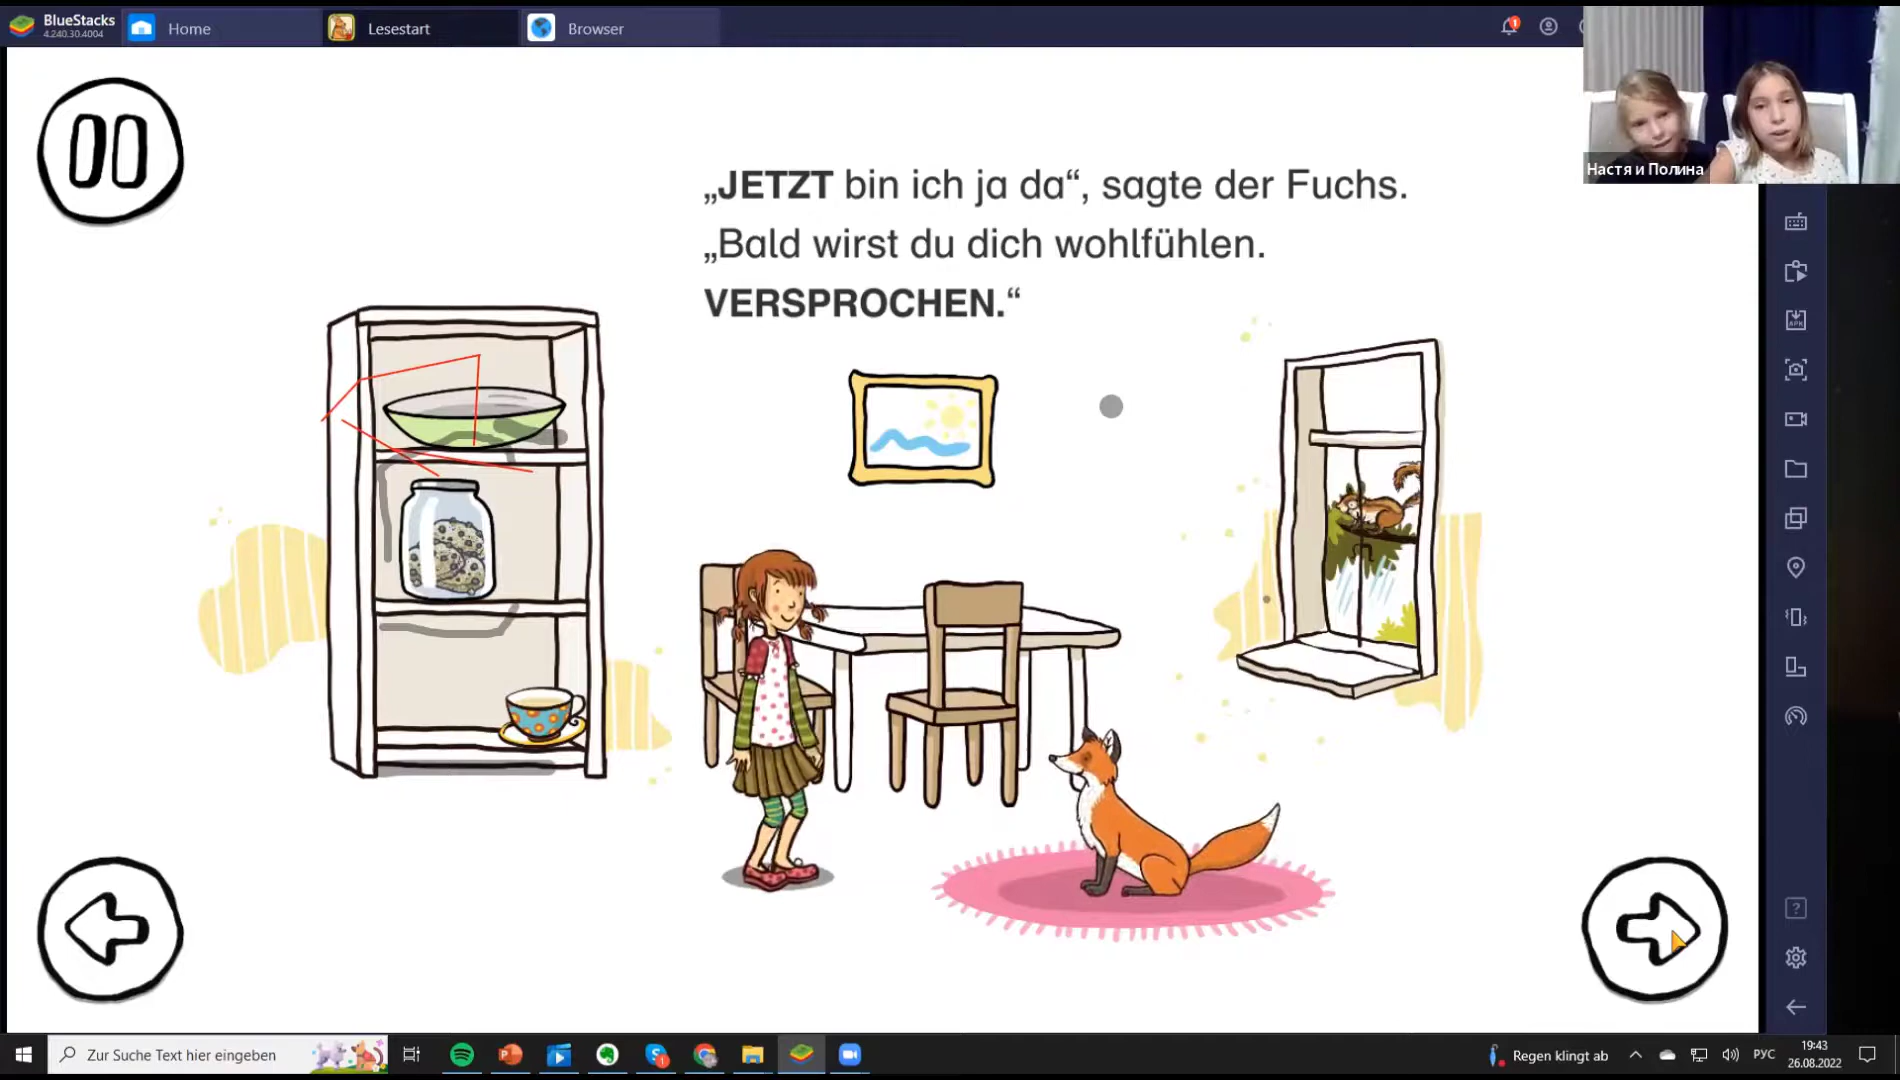 BlueStacks
4.240.30.4004
Home
Lesestart
Browser
1
Настя и Полина
„JETZT bin ich ja da“, sagte der Fuchs.
„Bald wirst du dich wohlfühlen.
VERSPROCHEN.“
APK
?
Zur Suche Text hier eingeben
Regen klingt ab
РУС
19:43
26.08.2022